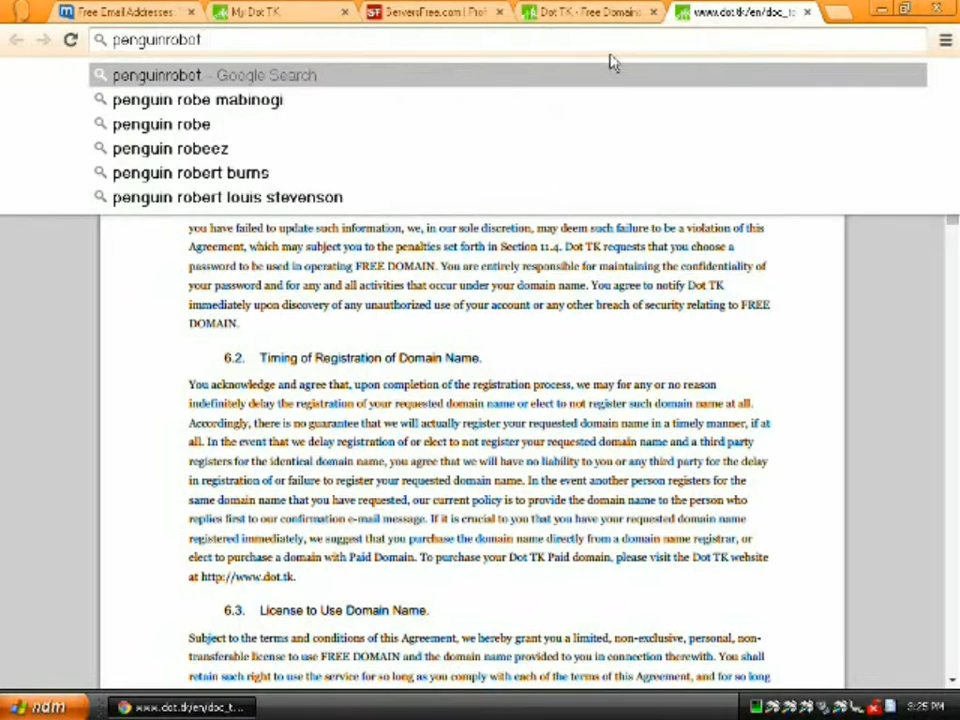 Free Email Addresses
My Dot TK
ServersFree.com | Prof
Dot TK - Free Domains
www.dot.tk/en/doc_t
penguinrobot
penguinrobot - Google Search
penguin robe mabinogi
penguin robe
penguin robeez
penguin robert burns
penguin robert louis stevenson
you have failed to update such information, we, in our sole discretion, may deem such failure to be a violation of this
Agreement, which may subject you to the penalties set forth in Section 11.4. Dot TK requests that you choose a
password to be used in operating FREE DOMAIN. You are entirely responsible for maintaining the confidentiality
of your password and for any and all activities that occur under your domain name. You agree to notify Dot TK
immediately upon discovery of any unauthorized use of your account or any other breach of security relating to FREE
DOMAIN.
6.2. Timing of Registration of Domain Name.
You acknowledge and agree that, upon completion of the registration process, we may for any or no reason
indefinitely delay the registration of your requested domain name or elect to not register such domain name at all.
Accordingly, there is no guarantee that we will actually register your requested domain name in a timely manner, if at
all. In the event that we delay registration of or elect to not register your requested domain name and a third party
registers for the identical domain name, you agree that we will have no liability to you or any third party for the delay
in registration of or failure to register your requested domain name. In the event another person registers for the
same domain name that you have requested, our current policy is to provide the domain name to the person who
replies first to our confirmation e-mail message. If it is crucial to you that you have your requested domain name
registered immediately, we suggest that you purchase the domain name directly from a domain name registrar, or
elect to purchase a domain with Paid Domain. To purchase your Dot TK Paid domain, please visit the Dot TK website
at http://www.dot.tk.
6.3. License to Use Domain Name.
Subject to the terms and conditions of this Agreement, we hereby grant you a limited, non-exclusive, personal, non-
transferable license to use FREE DOMAIN and the domain name provided to you in connection therewith. You shall
retain such right to use the service for so long as you comply with each of the terms of this Agreement, and for so long
ndm
www.dot.tk/en/doc_t...
3:25 PM